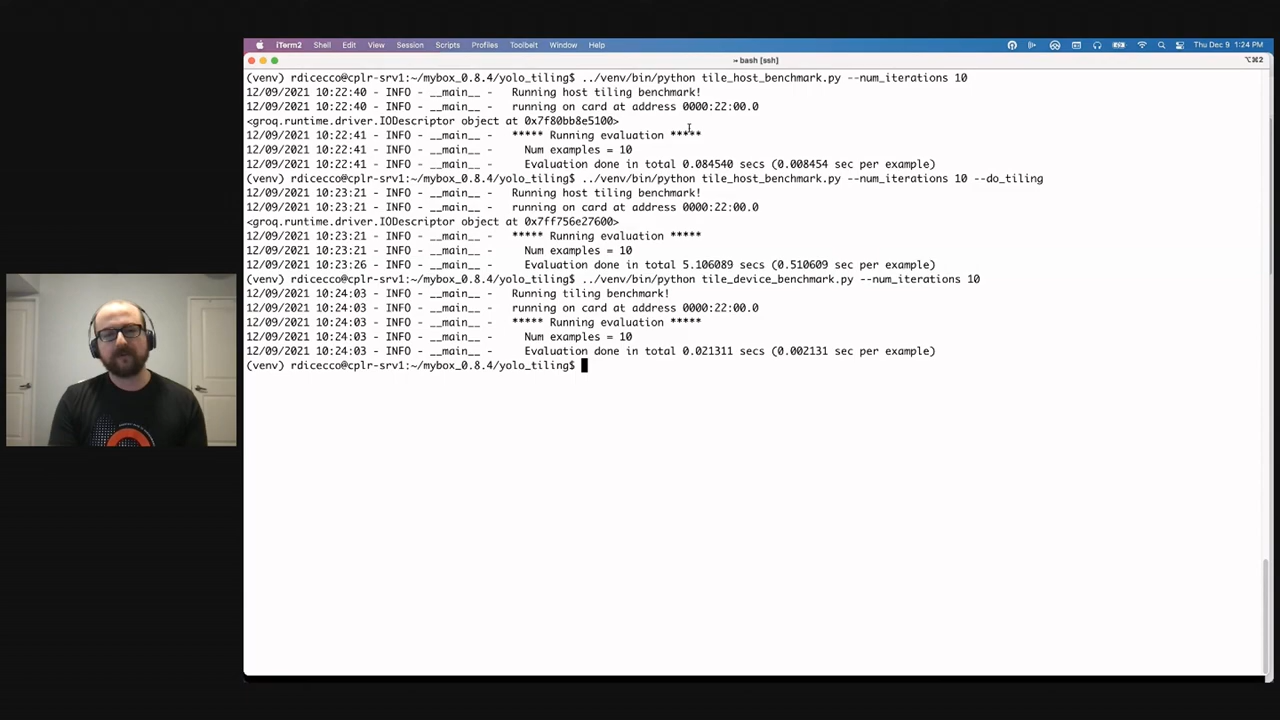 iTerm2 Shell Edit View Session Scripts Profiles Toolbelt Window Help Thu Dec 9 1:24 PM
bash [ssh] ⌥⌘2
(venv) rdicecco@cplr-srv1:~/mybox_0.8.4/yolo_tiling$ ../venv/bin/python tile_host_benchmark.py --num_iterations 10
12/09/2021 10:22:40 - INFO - __main__ - Running host tiling benchmark!
12/09/2021 10:22:40 - INFO - __main__ - running on card at address 0000:22:00.0
<groq.runtime.driver.IODescriptor object at 0x7f80bb8e5100>
12/09/2021 10:22:41 - INFO - __main__ - ***** Running evaluation *****
12/09/2021 10:22:41 - INFO - __main__ - Num examples = 10
12/09/2021 10:22:41 - INFO - __main__ - Evaluation done in total 0.084540 secs (0.008454 sec per example)
(venv) rdicecco@cplr-srv1:~/mybox_0.8.4/yolo_tiling$ ../venv/bin/python tile_host_benchmark.py --num_iterations 10 --do_tiling
12/09/2021 10:23:21 - INFO - __main__ - Running host tiling benchmark!
12/09/2021 10:23:21 - INFO - __main__ - running on card at address 0000:22:00.0
<groq.runtime.driver.IODescriptor object at 0x7ff756e27600>
12/09/2021 10:23:21 - INFO - __main__ - ***** Running evaluation *****
12/09/2021 10:23:21 - INFO - __main__ - Num examples = 10
12/09/2021 10:23:26 - INFO - __main__ - Evaluation done in total 5.106089 secs (0.510609 sec per example)
(venv) rdicecco@cplr-srv1:~/mybox_0.8.4/yolo_tiling$ ../venv/bin/python tile_device_benchmark.py --num_iterations 10
12/09/2021 10:24:03 - INFO - __main__ - Running tiling benchmark!
12/09/2021 10:24:03 - INFO - __main__ - running on card at address 0000:22:00.0
12/09/2021 10:24:03 - INFO - __main__ - ***** Running evaluation *****
12/09/2021 10:24:03 - INFO - __main__ - Num examples = 10
12/09/2021 10:24:03 - INFO - __main__ - Evaluation done in total 0.021311 secs (0.002131 sec per example)
(venv) rdicecco@cplr-srv1:~/mybox_0.8.4/yolo_tiling$